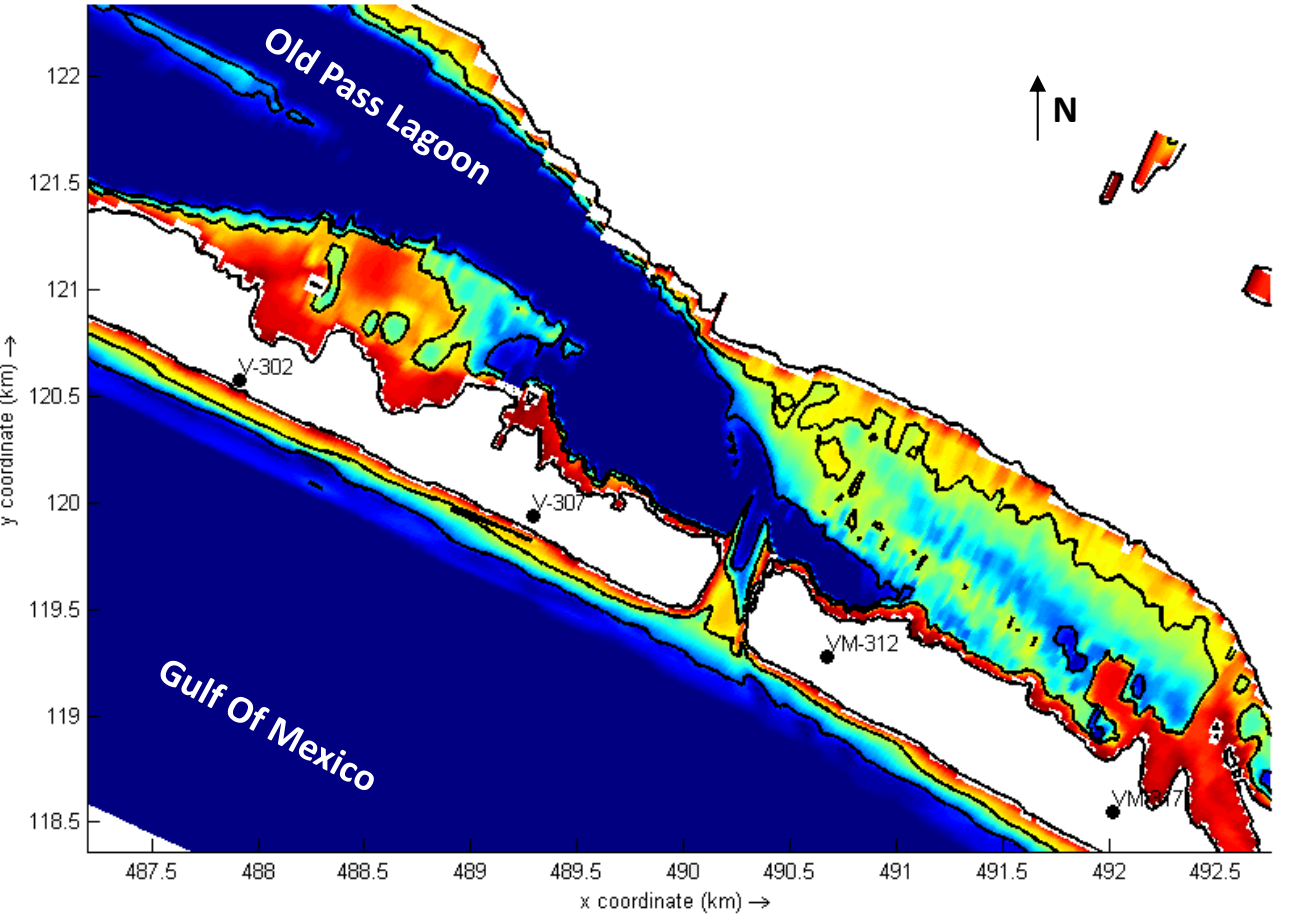 Old Pass Lagoon
N
122
121.5
121
120.5
120
119.5
119
118.5
y coordinate (km) →
V-302
V-307
VM-312
VM-317
Gulf Of Mexico
487.5 488 488.5 489 489.5 490 490.5 491 491.5 492 492.5
x coordinate (km) →